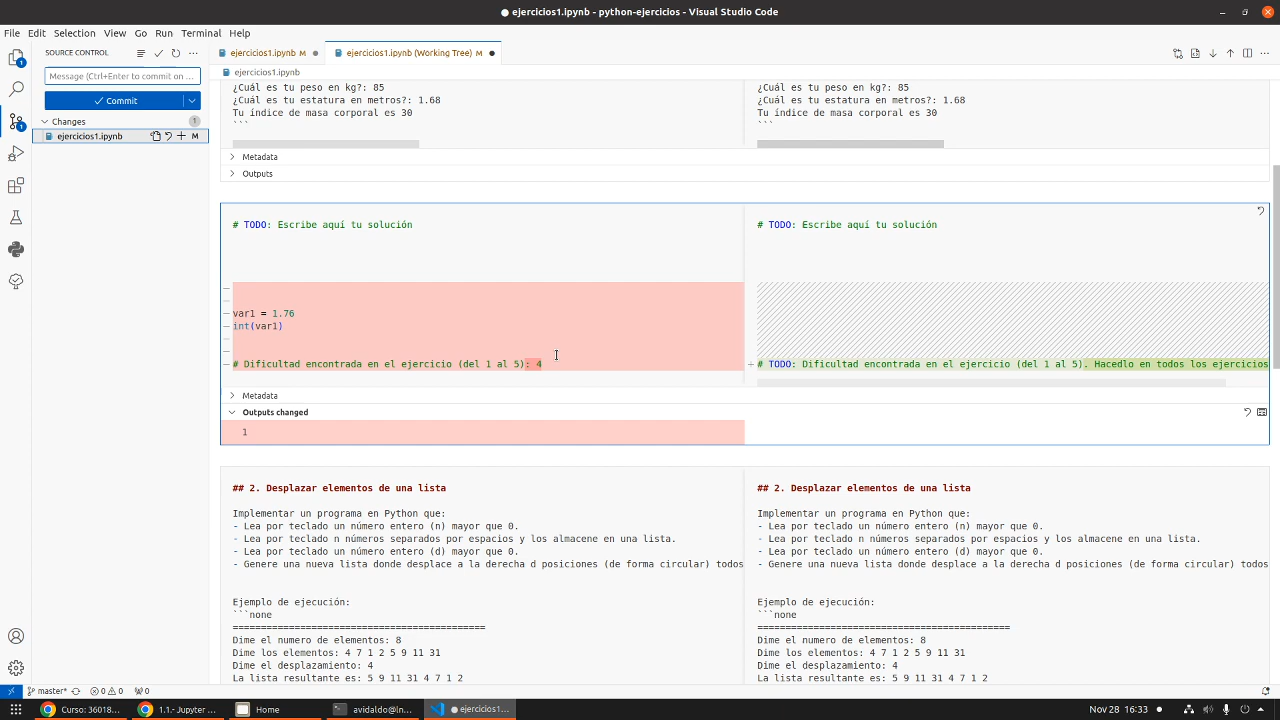 ejercicios1.ipynb - python-ejercicios - Visual Studio Code
File Edit Selection View Go Run Terminal Help
SOURCE CONTROL
ejercicios1.ipynb M
ejercicios1.ipynb (Working Tree) M
ejercicios1.ipynb
Message (Ctrl+Enter to commit on ...
Commit
Changes 1
ejercicios1.ipynb M
1
1
¿Cuál es tu peso en kg?: 85
¿Cuál es tu estatura en metros?: 1.68
Tu índice de masa corporal es 30
```
¿Cuál es tu peso en kg?: 85
¿Cuál es tu estatura en metros?: 1.68
Tu índice de masa corporal es 30
```
Metadata
Outputs
# TODO: Escribe aquí tu solución
var1 = 1.76
int(var1)
# Dificultad encontrada en el ejercicio (del 1 al 5): 4
# TODO: Escribe aquí tu solución
# TODO: Dificultad encontrada en el ejercicio (del 1 al 5). Hacedlo en todos los ejercicios
Metadata
Outputs changed
1
## 2. Desplazar elementos de una lista
Implementar un programa en Python que:
- Lea por teclado un número entero (n) mayor que 0.
- Lea por teclado n números separados por espacios y los almacene en una lista.
- Lea por teclado un número entero (d) mayor que 0.
- Genere una nueva lista donde desplace a la derecha d posiciones (de forma circular) todos
Ejemplo de ejecución:
```none
=============================================
Dime el numero de elementos: 8
Dime los elementos: 4 7 1 2 5 9 11 31
Dime el desplazamiento: 4
La lista resultante es: 5 9 11 31 4 7 1 2
## 2. Desplazar elementos de una lista
Implementar un programa en Python que:
- Lea por teclado un número entero (n) mayor que 0.
- Lea por teclado n números separados por espacios y los almacene en una lista.
- Lea por teclado un número entero (d) mayor que 0.
- Genere una nueva lista donde desplace a la derecha d posiciones (de forma circular) todos
Ejemplo de ejecución:
```none
=============================================
Dime el numero de elementos: 8
Dime los elementos: 4 7 1 2 5 9 11 31
Dime el desplazamiento: 4
La lista resultante es: 5 9 11 31 4 7 1 2
master* 0 0 0
Curso: 36018... 1.1.- Jupyter ... Home avidaldo@ln... ejercicios1.... Nov 28 16:33